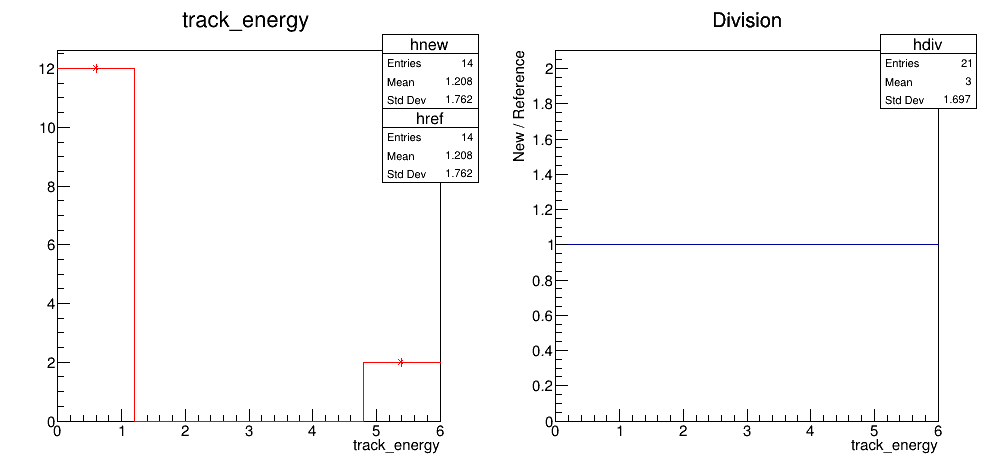 track_energy
hnew
Entries 14
Mean 1.208
Std Dev 1.762
href
Entries 14
Mean 1.208
Std Dev 1.762
12
10
8
6
4
2
0
0 1 2 3 4 5 6
track_energy
Division
hdiv
Entries 21
Mean 3
Std Dev 1.697
New / Reference
2
1.8
1.6
1.4
1.2
1
0.8
0.6
0.4
0.2
0
0 1 2 3 4 5 6
track_energy